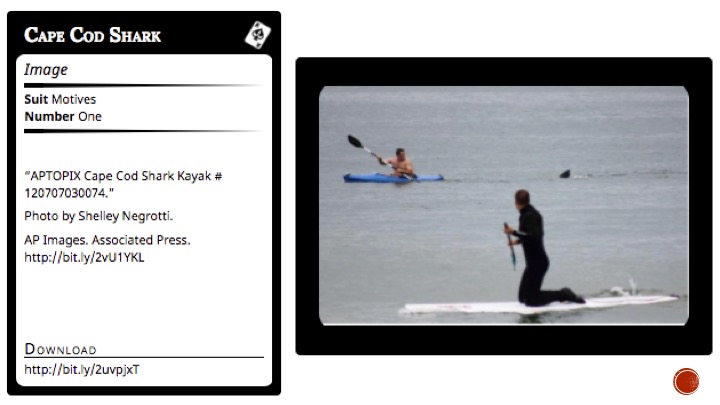 Cape Cod Shark
Image
Suit Motives
Number One
"APTOPIX Cape Cod Shark Kayak #
120707030074."
Photo by Shelley Negrotti.
AP Images. Associated Press.
http://bit.ly/2vU1YKL
Download
http://bit.ly/2uvpjxT